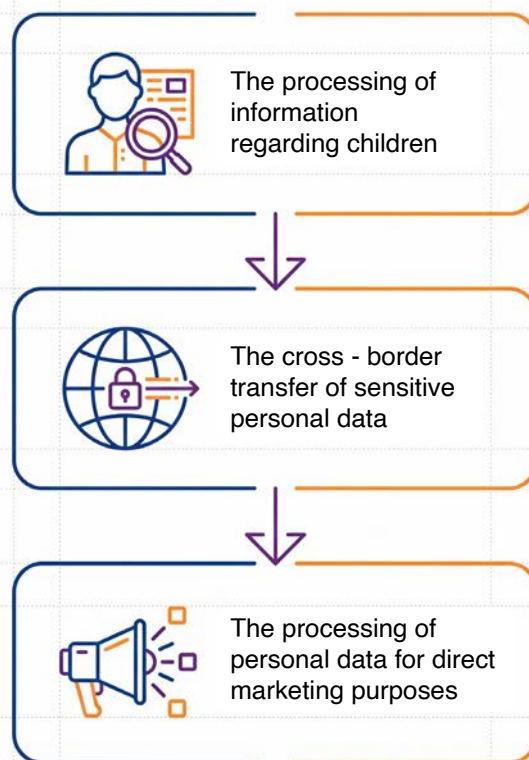 The processing of
information
regarding children
The cross - border
transfer of sensitive
personal data
The processing of
personal data for direct
marketing purposes